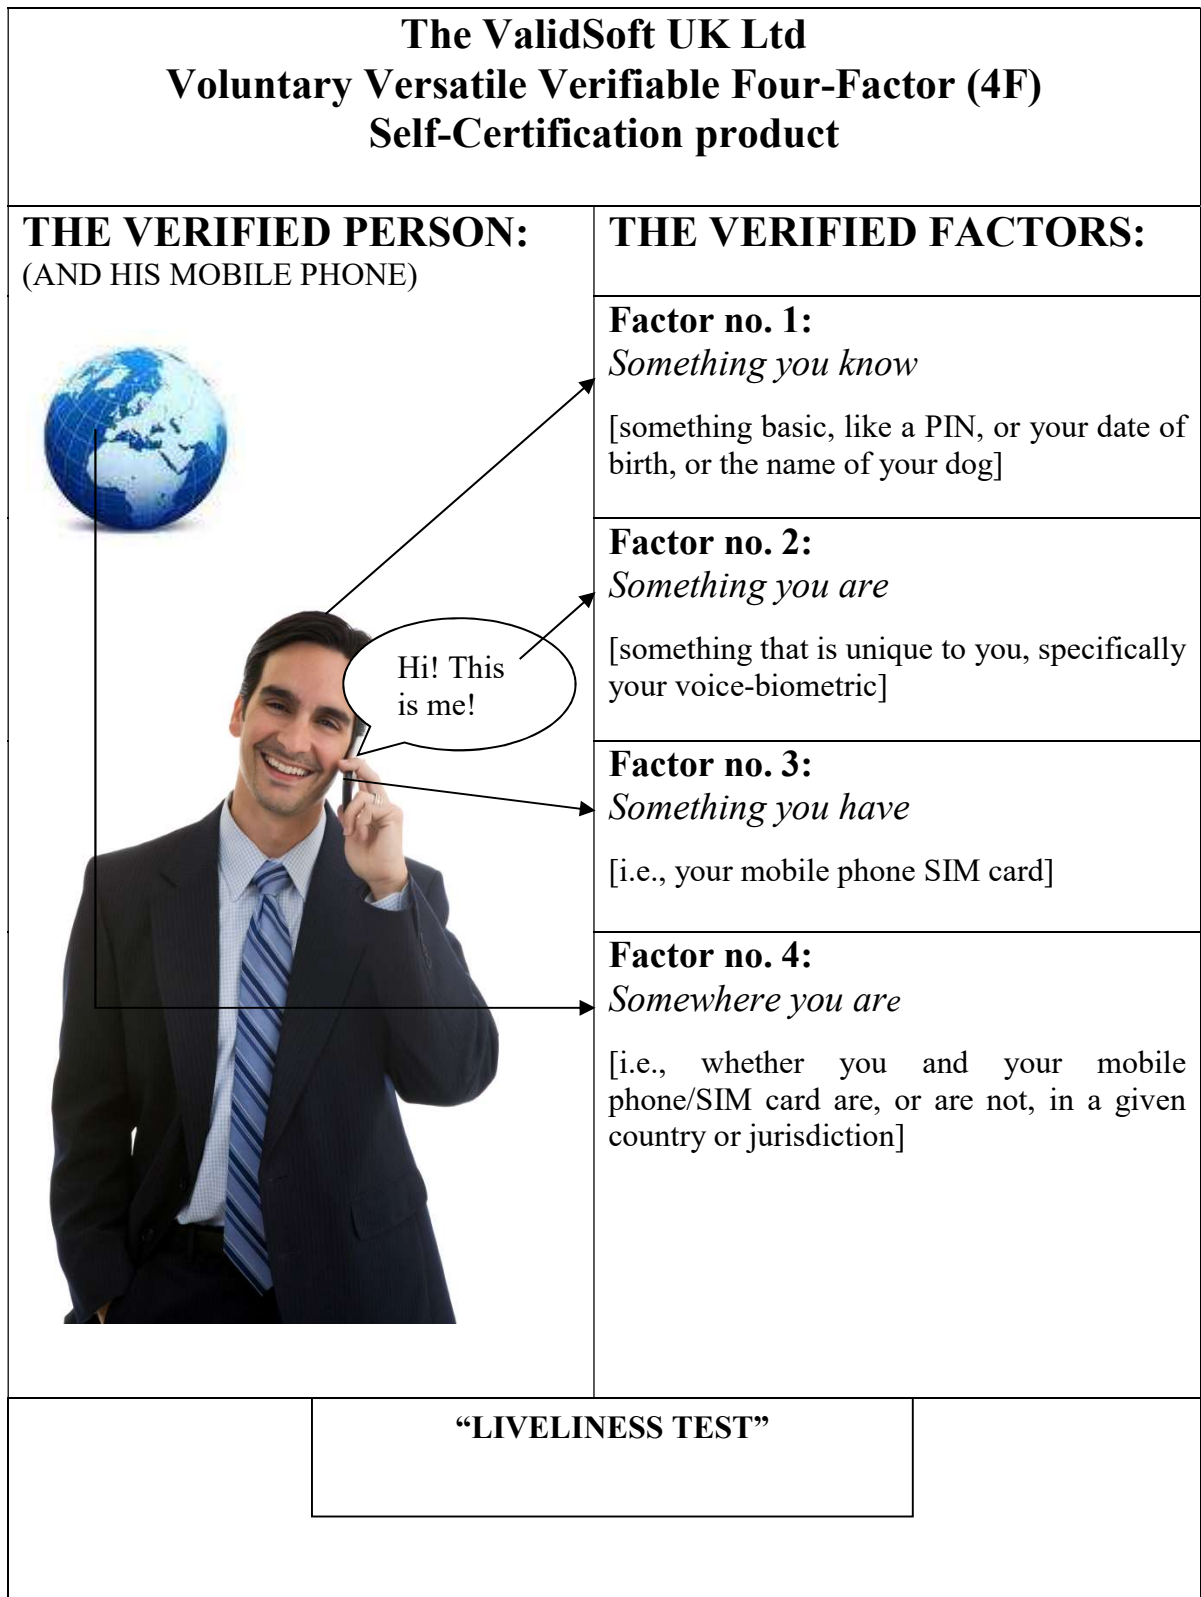 The ValidSoft UK Ltd
Voluntary Versatile Verifiable Four-Factor (4F)
Self-Certification product
THE VERIFIED PERSON:
(AND HIS MOBILE PHONE)
THE VERIFIED FACTORS:
Factor no. 1:
Something you know
[something basic, like a PIN, or your date of
birth, or the name of your dog]
Factor no. 2:
Something you are
[something that is unique to you, specifically
your voice-biometric]
Hi! This
is me!
Factor no. 3:
Something you have
[i.e., your mobile phone SIM card]
Factor no. 4:
Somewhere you are
[i.e., whether you and your mobile
phone/SIM card are, or are not, in a given
country or jurisdiction]
“LIVELINESS TEST”